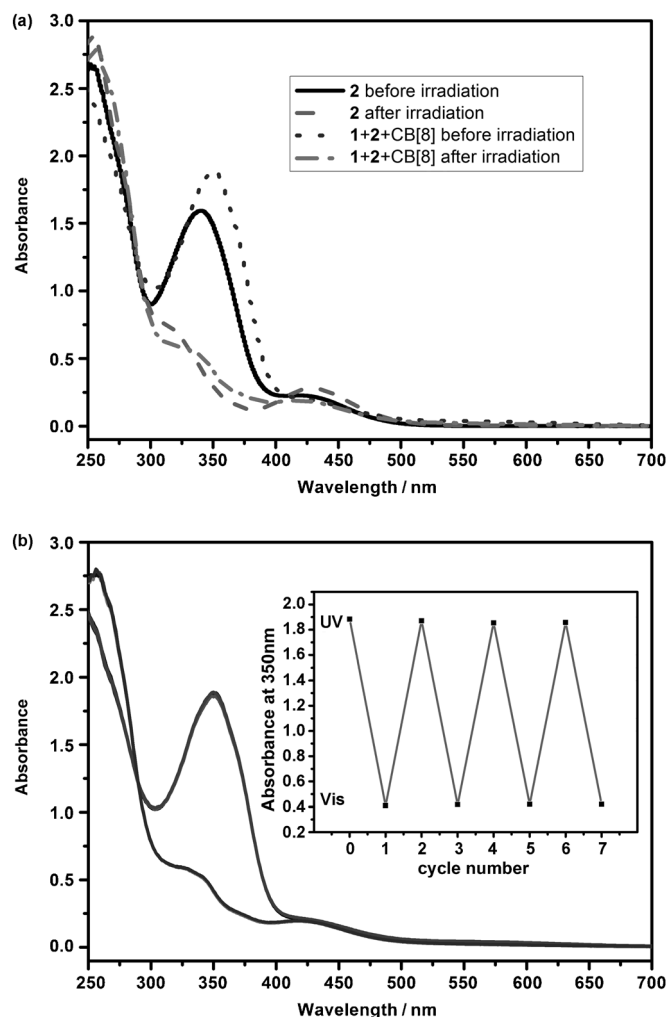 (a)
3.0
2.5
2.0
1.5
1.0
0.5
0.0
Absorbance
2 before irradiation
2 after irradiation
1+2+CB[8] before irradiation
1+2+CB[8] after irradiation
250 300 350 400 450 500 550 600 650 700
Wavelength / nm
(b)
3.0
2.5
2.0
1.5
1.0
0.5
0.0
Absorbance
2.0
1.8
1.6
1.4
1.2
1.0
0.8
0.6
0.4
0.2
Absorbance at 350nm
UV
Vis
0 1 2 3 4 5 6 7
cycle number
250 300 350 400 450 500 550 600 650 700
Wavelength / nm